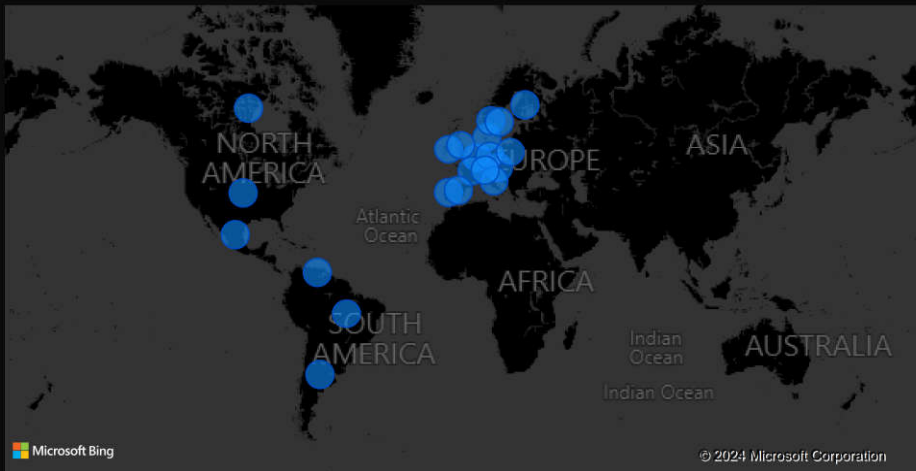 NORTH
AMERICA
EUROPE
ASIA
Atlantic
Ocean
AFRICA
SOUTH
AMERICA
Indian
Ocean
AUSTRALIA
Indian Ocean
Microsoft Bing
© 2024 Microsoft Corporation